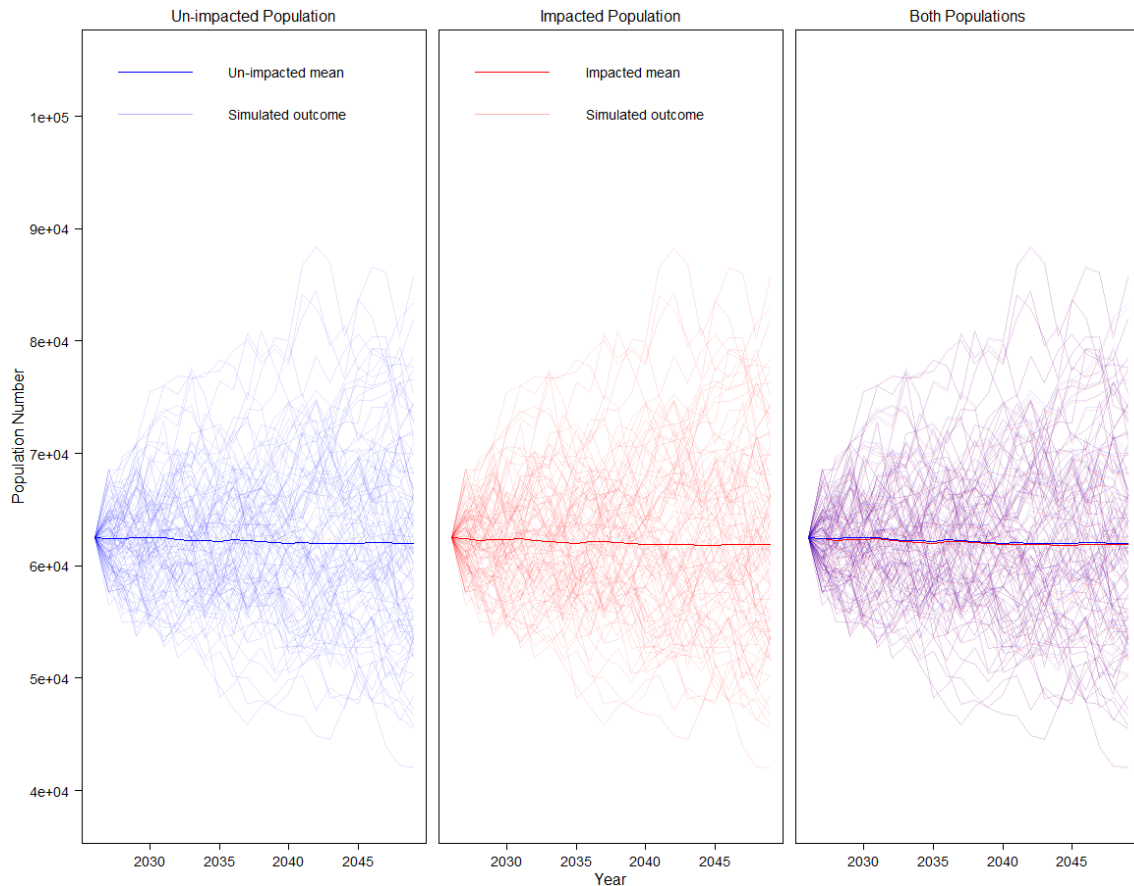 Un-impacted Population
Impacted Population
Both Populations
Un-impacted mean
Simulated outcome
Impacted mean
Simulated outcome
Population Number
1e+05
9e+04
8e+04
7e+04
6e+04
5e+04
4e+04
2030 2035 2040 2045
2030 2035 2040 2045
2030 2035 2040 2045
Year